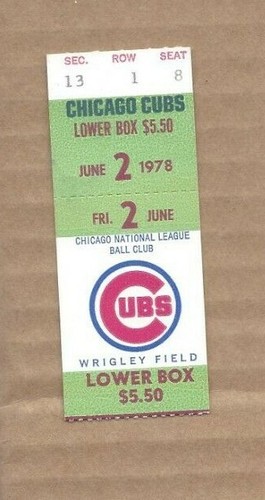 SEC. ROW SEAT
13 1 8
CHICAGO CUBS
LOWER BOX $5.50
JUNE 2 1978
FRI. 2 JUNE
CHICAGO NATIONAL LEAGUE
BALL CLUB
CUBS
WRIGLEY FIELD
LOWER BOX
$5.50